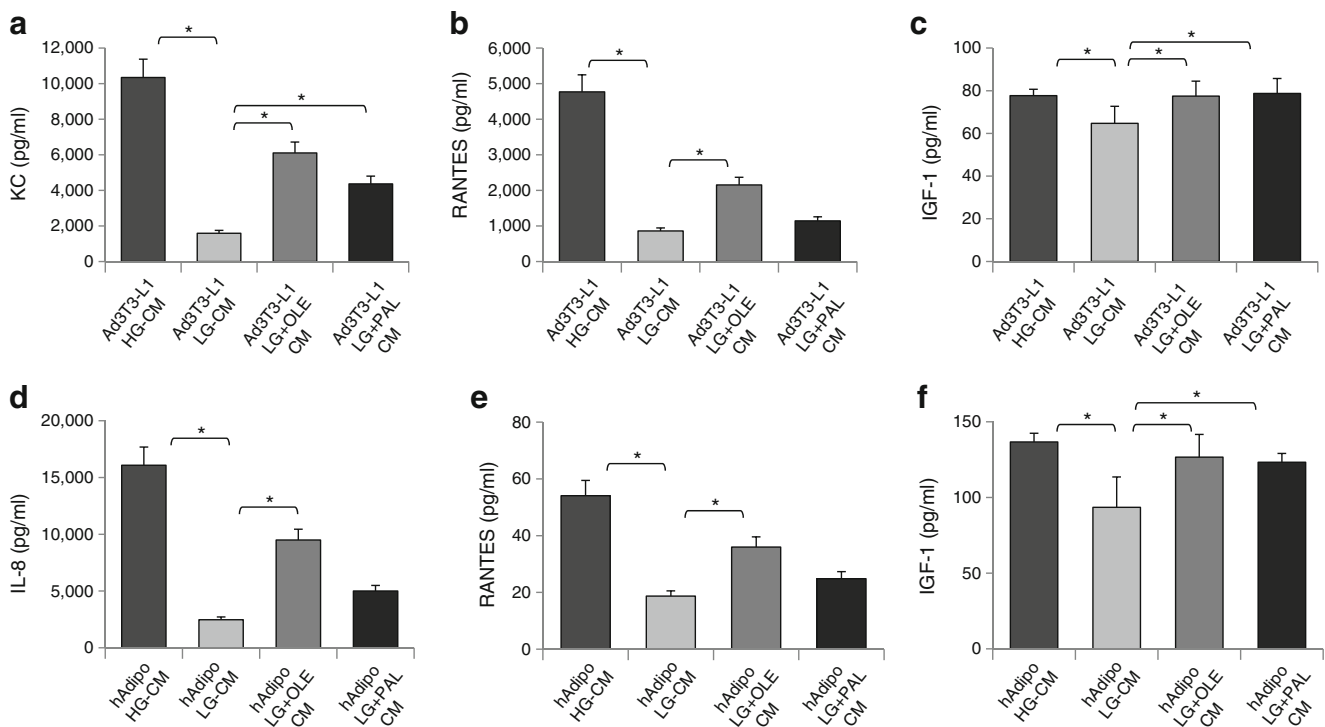 a
KC (pg/ml)
12,000
10,000
8,000
6,000
4,000
2,000
0
*
*
*
Ad3T3-L1
HG-CM
Ad3T3-L1
LG-CM
Ad3T3-L1
LG+OLE
CM
Ad3T3-L1
LG+PAL
CM
b
RANTES (pg/ml)
6,000
5,000
4,000
3,000
2,000
1,000
0
*
*
Ad3T3-L1
HG-CM
Ad3T3-L1
LG-CM
Ad3T3-L1
LG+OLE
CM
Ad3T3-L1
LG+PAL
CM
c
IGF-1 (pg/ml)
100
80
60
40
20
0
*
*
*
Ad3T3-L1
HG-CM
Ad3T3-L1
LG-CM
Ad3T3-L1
LG+OLE
CM
Ad3T3-L1
LG+PAL
CM
d
IL-8 (pg/ml)
20,000
15,000
10,000
5,000
0
*
*
hAdipo
HG-CM
hAdipo
LG-CM
hAdipo
LG+OLE
CM
hAdipo
LG+PAL
CM
e
RANTES (pg/ml)
80
60
40
20
0
*
*
hAdipo
HG-CM
hAdipo
LG-CM
hAdipo
LG+OLE
CM
hAdipo
LG+PAL
CM
f
IGF-1 (pg/ml)
150
100
50
0
*
*
*
hAdipo
HG-CM
hAdipo
LG-CM
hAdipo
LG+OLE
CM
hAdipo
LG+PAL
CM